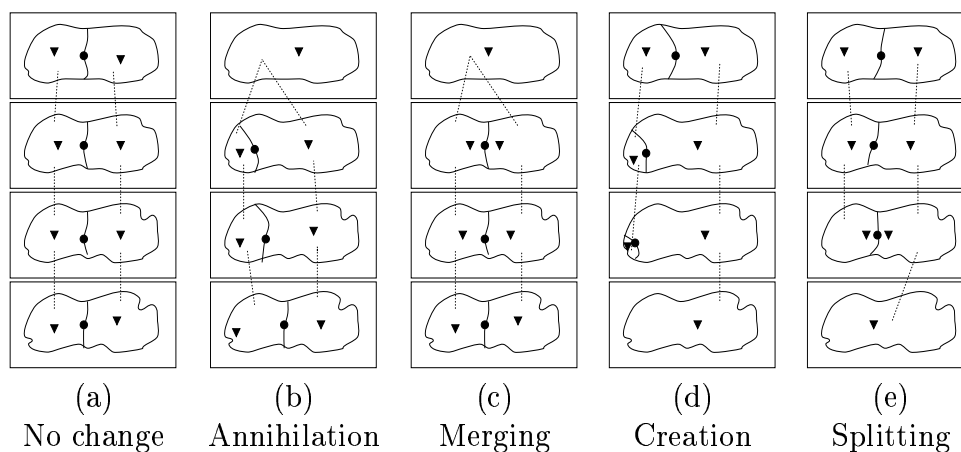 (a) (b) (c) (d) (e)
No change Annihilation Merging Creation Splitting